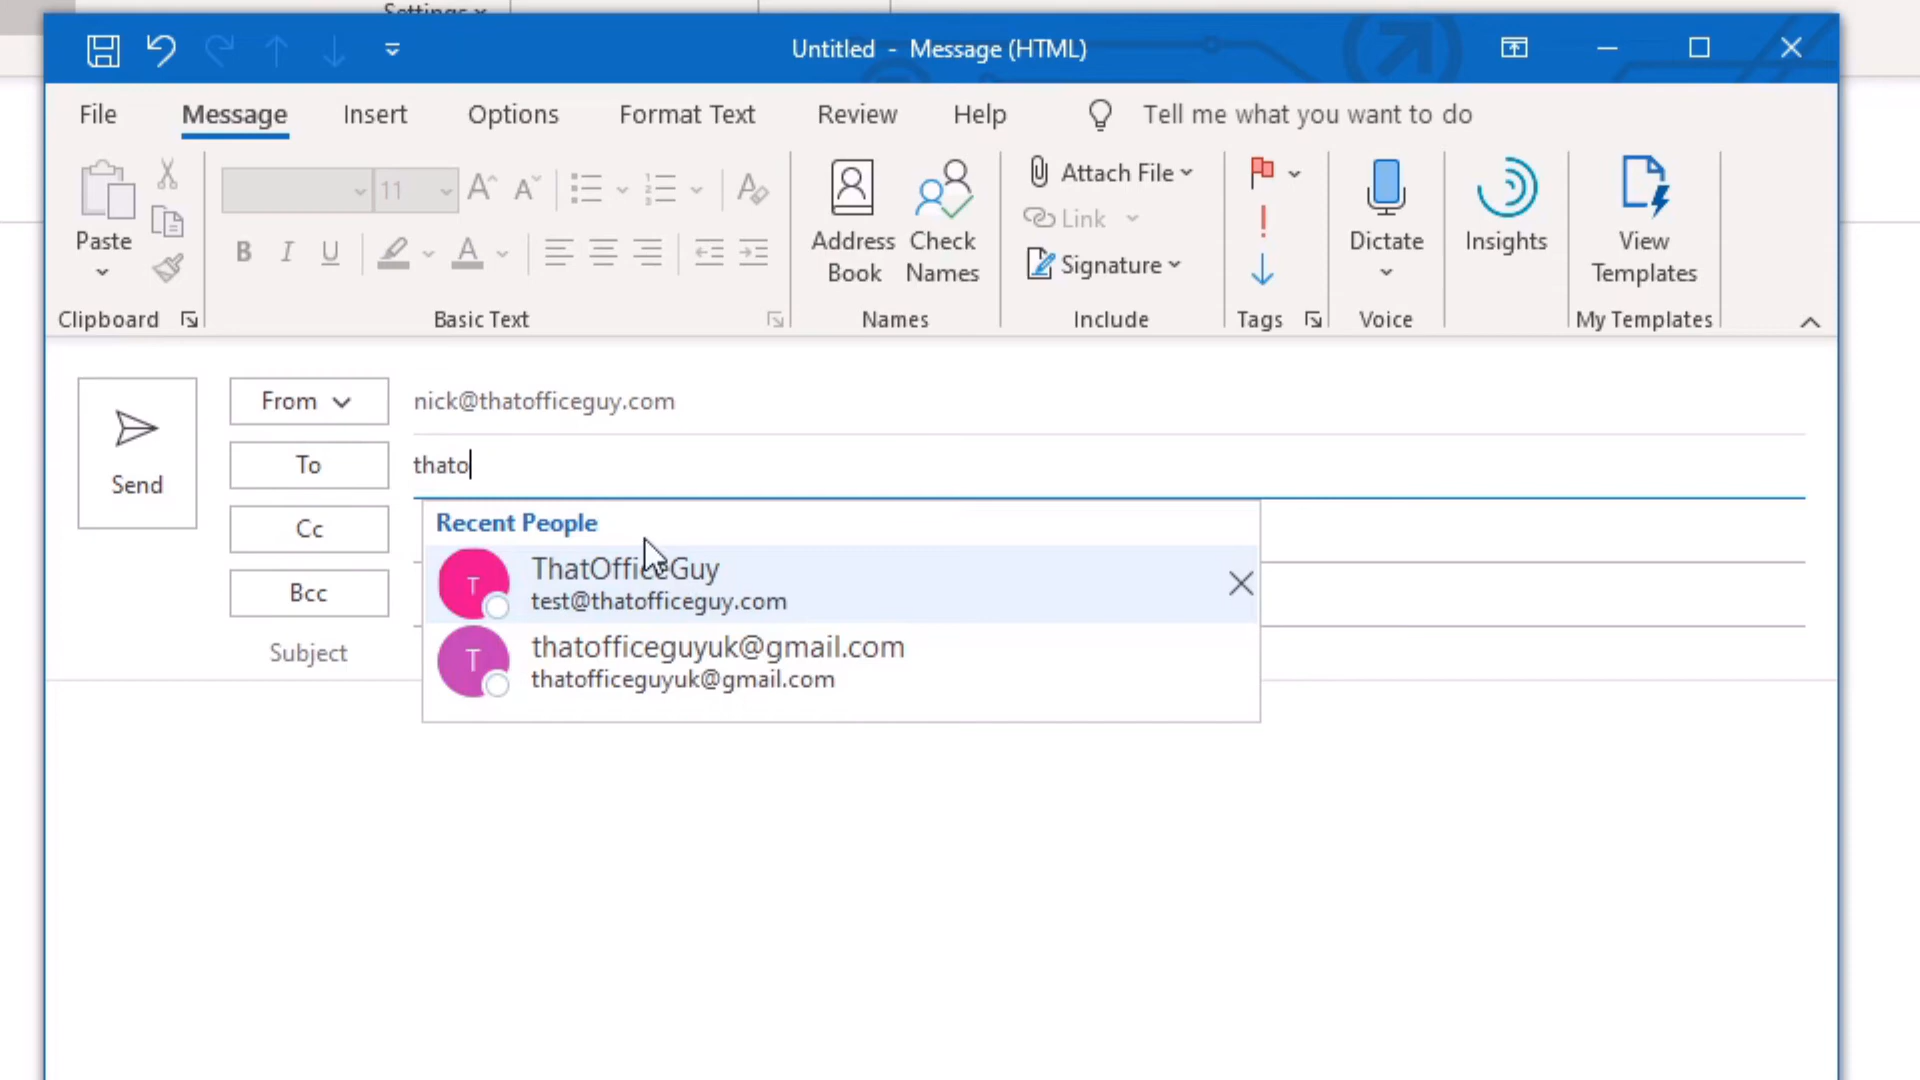 Settings
Untitled - Message (HTML)
File Message Insert Options Format Text Review Help Tell me what you want to do
Paste
11
B I U A
Address Book
Check Names
Attach File
Link
Signature
Dictate
Insights
View Templates
Clipboard Basic Text Names Include Tags Voice My Templates
Send
From nick@thatofficeguy.com
To thato
Cc
Bcc
Subject
Recent People
T ThatOfficeGuy
test@thatofficeguy.com
T thatofficeguyuk@gmail.com
thatofficeguyuk@gmail.com